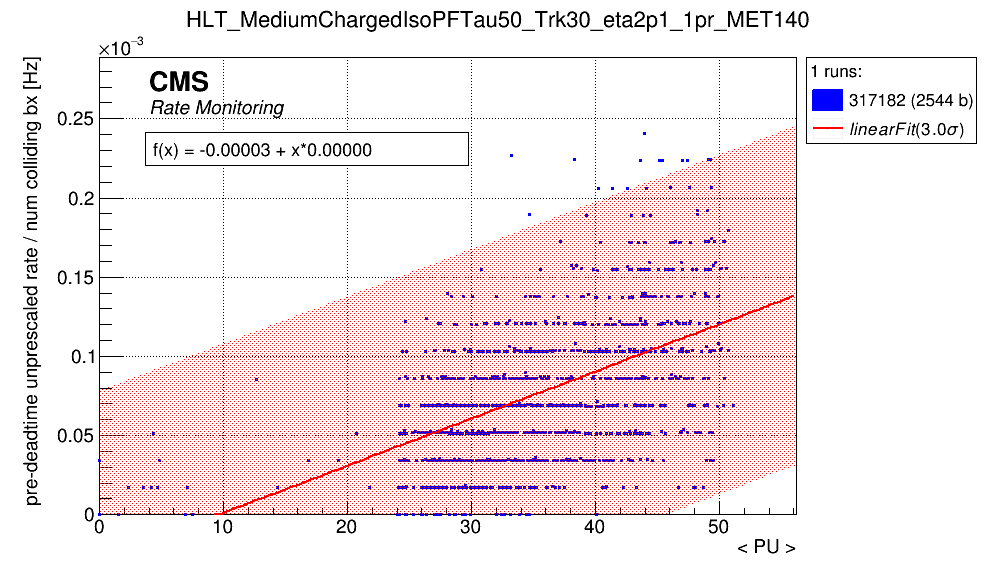 HLT_MediumChargedIsoPFTau50_Trk30_eta2p1_1pr_MET140
×10⁻³
CMS
Rate Monitoring
f(x) = -0.00003 + x*0.00000
1 runs:
317182 (2544 b)
linearFit(3.0σ)
pre-deadtime unprescaled rate / num colliding bx [Hz]
0.25
0.2
0.15
0.1
0.05
0
0 10 20 30 40 50
< PU >